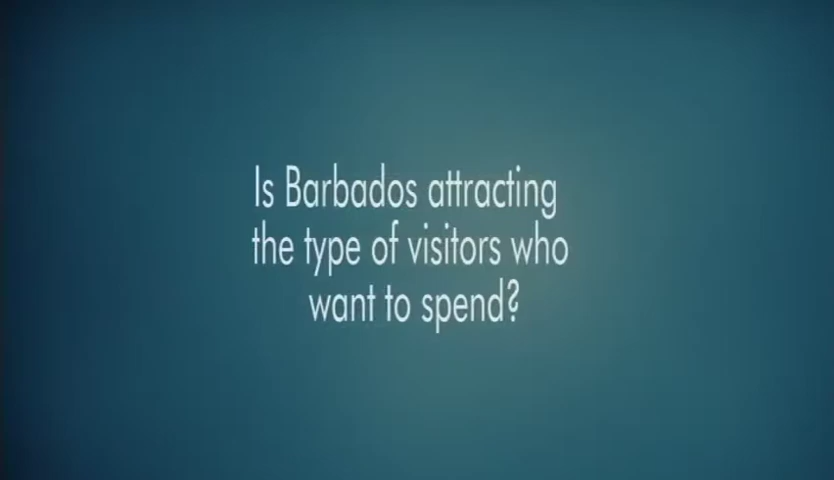 Is Barbados attracting
the type of visitors who
want to spend?